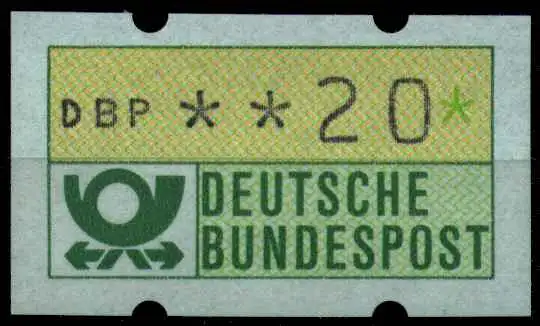 DBP **20*
DEUTSCHE
BUNDESPOST